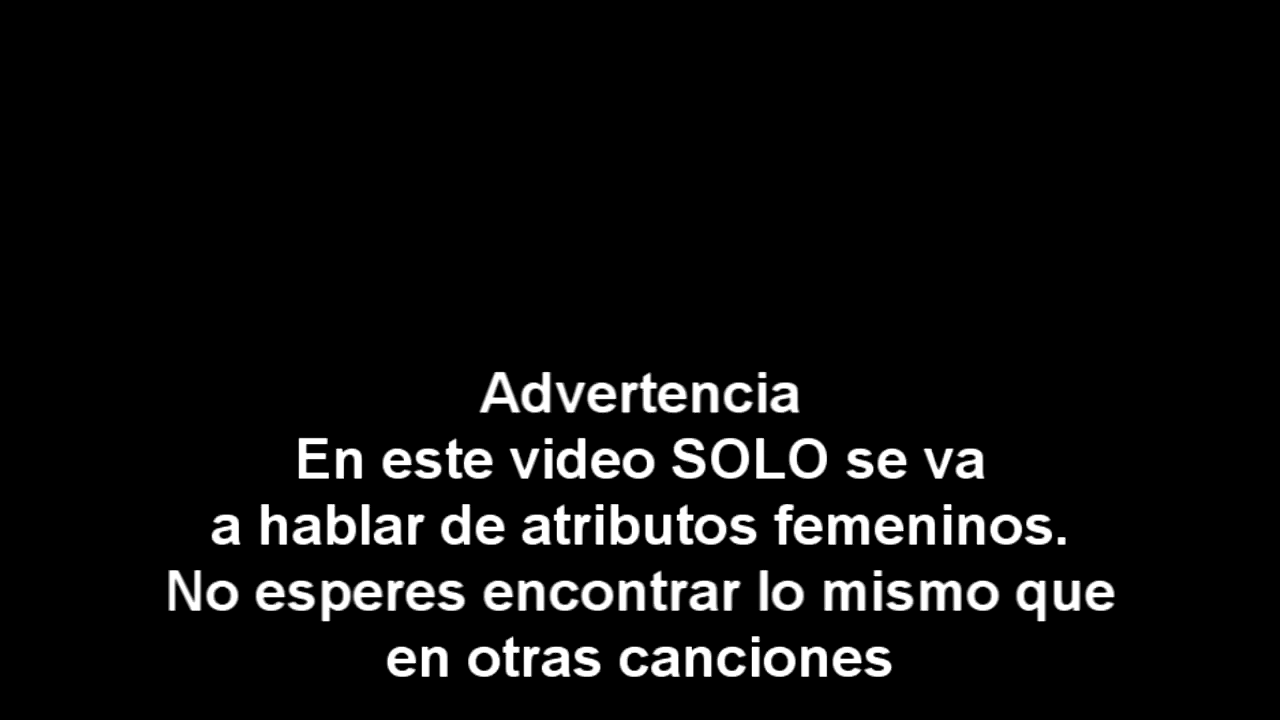 Advertencia
En este video SOLO se va
a hablar de atributos femeninos.
No esperes encontrar lo mismo que
en otras canciones